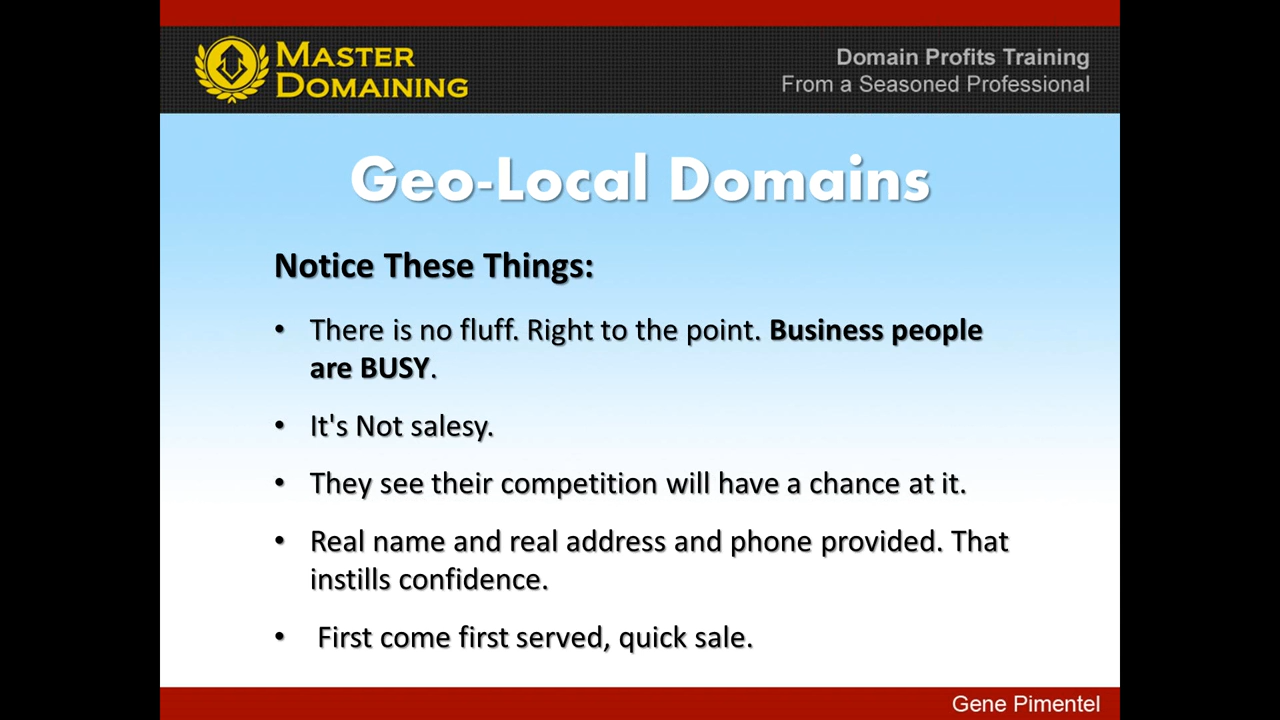 MASTER
DOMAINING
Domain Profits Training
From a Seasoned Professional
Geo-Local Domains
Notice These Things:
• There is no fluff. Right to the point. Business people
are BUSY.
• It's Not salesy.
• They see their competition will have a chance at it.
• Real name and real address and phone provided. That
instills confidence.
• First come first served, quick sale.
Gene Pimentel